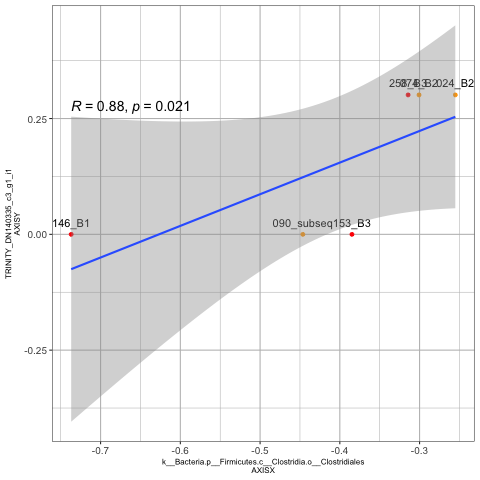 R = 0.88, p = 0.021
024_B2
146_B1
090_subseq153_B3
0.25
0.00
-0.25
-0.7
-0.6
-0.5
-0.4
-0.3
TRINITY_DN140335_c3_g1_i1
AXISY
k__Bacteria.p__Firmicutes.c__Clostridia.o__Clostridiales
AXISX